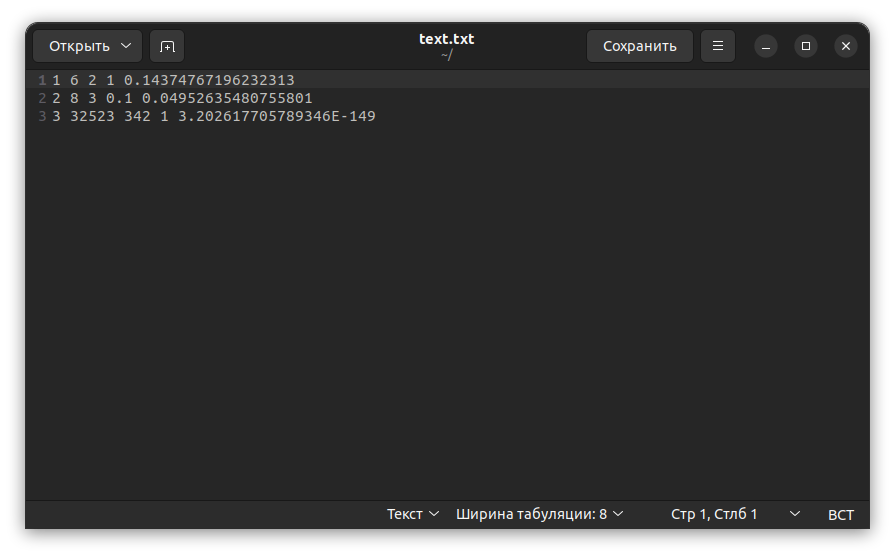 Открыть
text.txt
~/
Сохранить
1 1 6 2 1 0.14374767196232313
2 2 8 3 0.1 0.04952635480755801
3 3 32523 342 1 3.202617705789346E-149
Текст Ширина табуляции: 8 Стр 1, Стлб 1 ВСТ